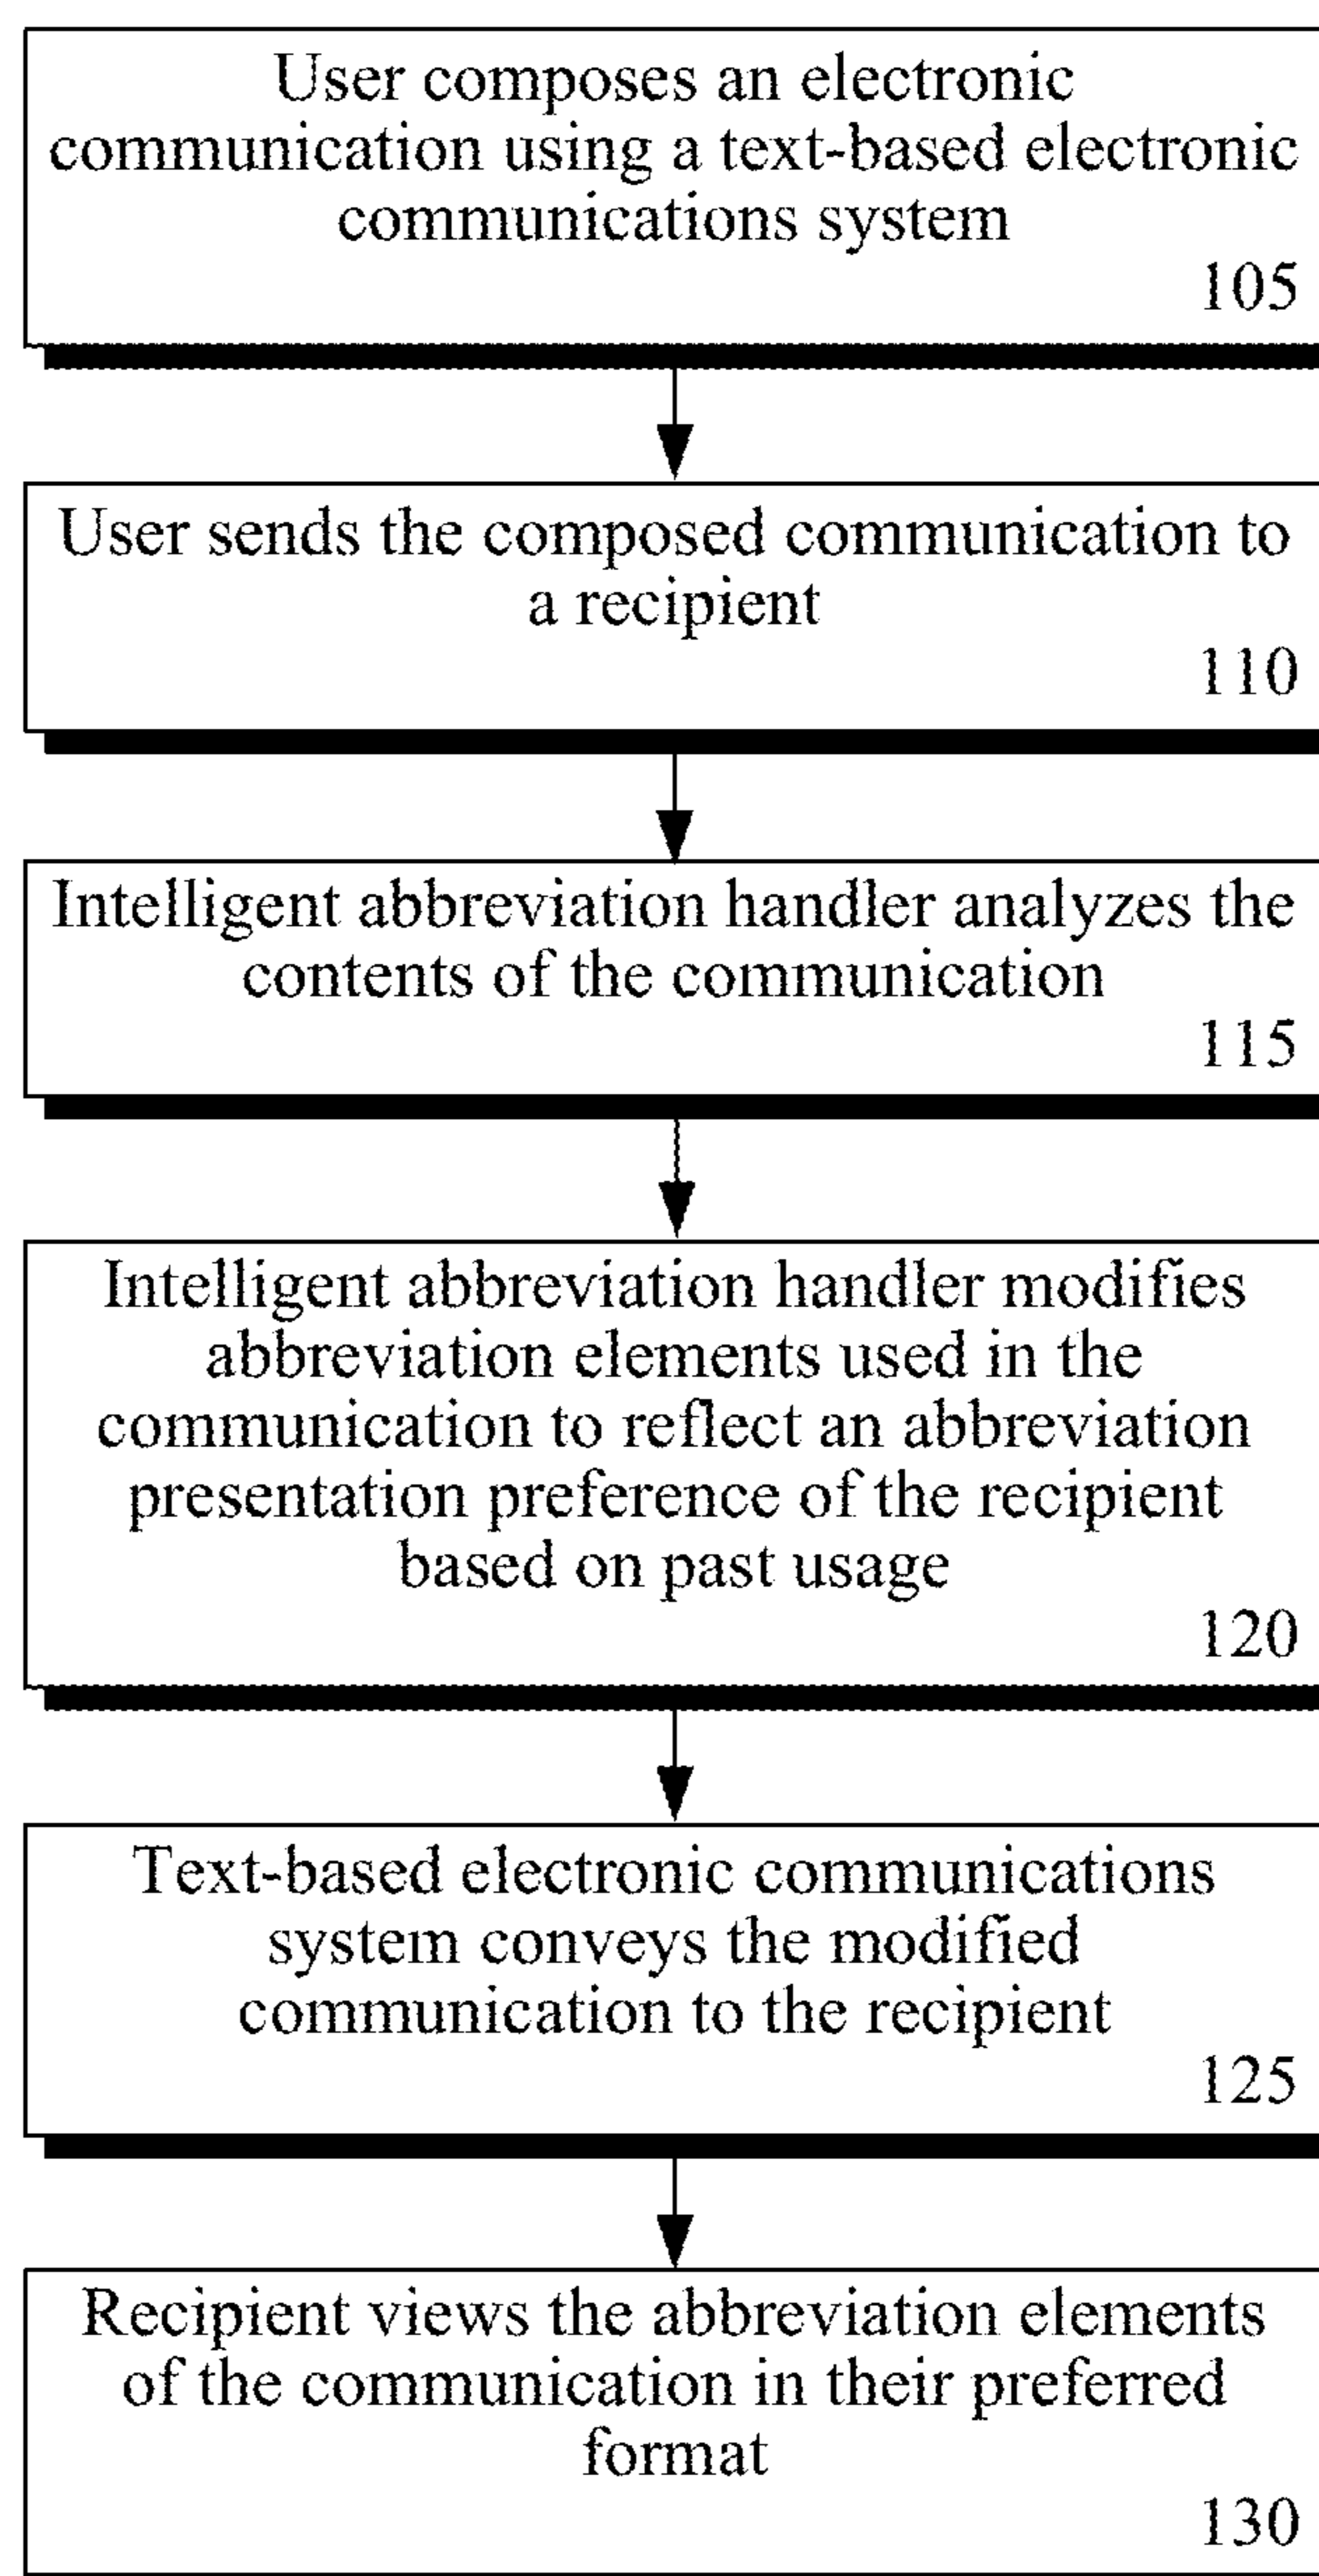 User composes an electronic
communication using a text-based electronic
communications system
105
User sends the composed communication to
a recipient
110
Intelligent abbreviation handler analyzes the
contents of the communication
115
Intelligent abbreviation handler modifies
abbreviation elements used in the
communication to reflect an abbreviation
presentation preference of the recipient
based on past usage
120
Text-based electronic communications
system conveys the modified
communication to the recipient
125
Recipient views the abbreviation elements
of the communication in their preferred
format
130